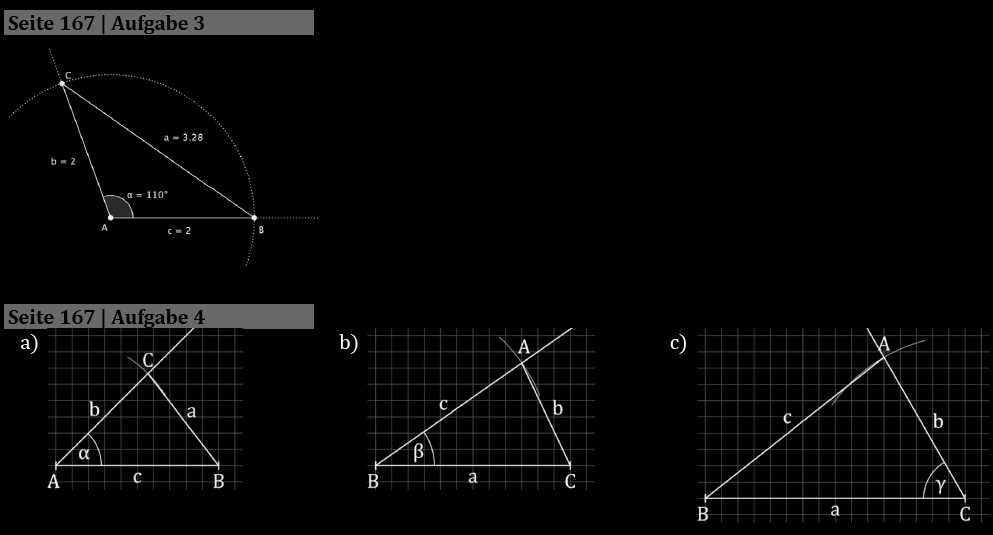 Seite 167 | Aufgabe 3
C
a = 3.28
b = 2
α = 110°
A
c = 2
B
Seite 167 | Aufgabe 4
a)
C
b
a
α
A
c
B
b)
A
c
b
β
B
a
C
c)
A
c
b
γ
B
a
C